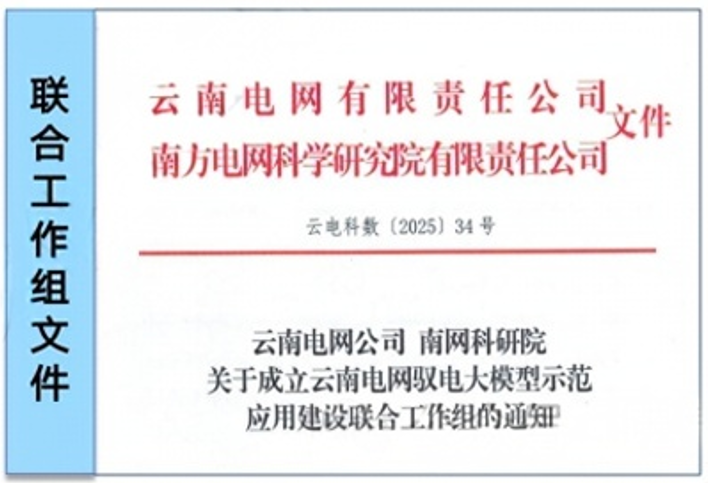 联合工作组文件
云南电网有限责任公司
南方电网科学研究院有限责任公司
文件
云电科数〔2025〕34号
云南电网公司 南网科研院
关于成立云南电网驭电大模型示范
应用建设联合工作组的通知